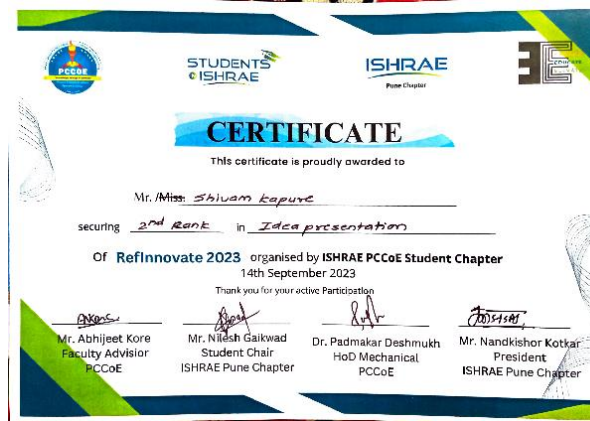 PCCOE
STUDENTS
ISHRAE
ISHRAE
Pune Chapter
CERTIFICATE
This certificate is proudly awarded to
Mr. /Miss. Shivam kapure
securing 2nd Rank in Idea presentation
Of RefInnovate 2023 organised by ISHRAE PCCoE Student Chapter
14th September 2023
Thank you for your active Participation
Mr. Abhijeet Kore
Faculty Advisior
PCCoE
Mr. Nilesh Gaikwad
Student Chair
ISHRAE Pune Chapter
Dr. Padmakar Deshmukh
HoD Mechanical
PCCoE
Mr. Nandkishor Kotkar
President
ISHRAE Pune Chapter